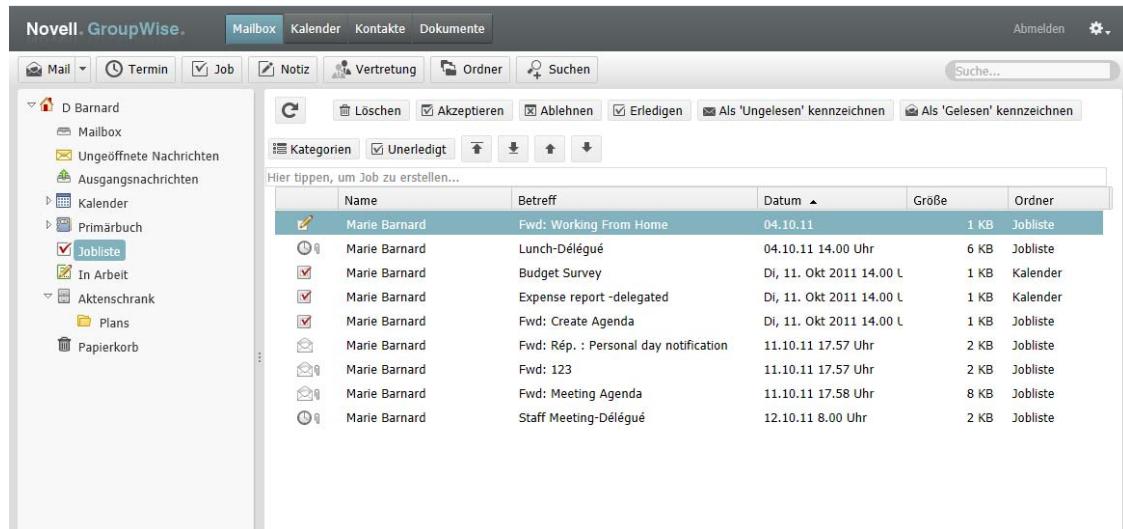 Novell. GroupWise. Mailbox Kalender Kontakte Dokumente Abmelden
Mail Termin Job Notiz Vertretung Ordner Suchen Suche...
D Barnard
Mailbox
Ungeöffnete Nachrichten
Ausgangsnachrichten
Kalender
Primärbuch
Jobliste
In Arbeit
Aktenschrank
Plans
Papierkorb
Löschen Akzeptieren Ablehnen Erledigen Als 'Ungelesen' kennzeichnen Als 'Gelesen' kennzeichnen
Kategorien Unerledigt
Hier tippen, um Job zu erstellen...
Name Betreff Datum Größe Ordner
Marie Barnard Fwd: Working From Home 04.10.11 1 KB Jobliste
Marie Barnard Lunch-Délégué 04.10.11 14.00 Uhr 6 KB Jobliste
Marie Barnard Budget Survey Di, 11. Okt 2011 14.00 U 1 KB Kalender
Marie Barnard Expense report -delegated Di, 11. Okt 2011 14.00 U 1 KB Kalender
Marie Barnard Fwd: Create Agenda Di, 11. Okt 2011 14.00 U 1 KB Jobliste
Marie Barnard Fwd: Rép. : Personal day notification 11.10.11 17.57 Uhr 2 KB Jobliste
Marie Barnard Fwd: 123 11.10.11 17.57 Uhr 2 KB Jobliste
Marie Barnard Fwd: Meeting Agenda 11.10.11 17.58 Uhr 8 KB Jobliste
Marie Barnard Staff Meeting-Délégué 12.10.11 8.00 Uhr 2 KB Jobliste